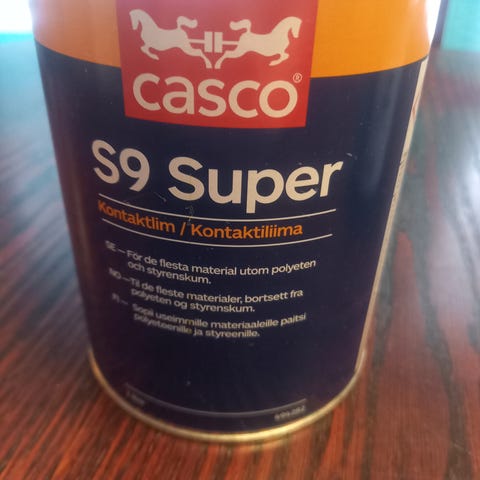 casco®
S9 Super
Kontaktlim / Kontaktiliima
SE – För de flesta material utom polyeten
och styrenskum.
NO – Til de fleste materialer, bortsett fra
polyeten og styrenskum.
FI – Sopii useimmille materiaaleille paitsi
polyeteenille ja styreenille.